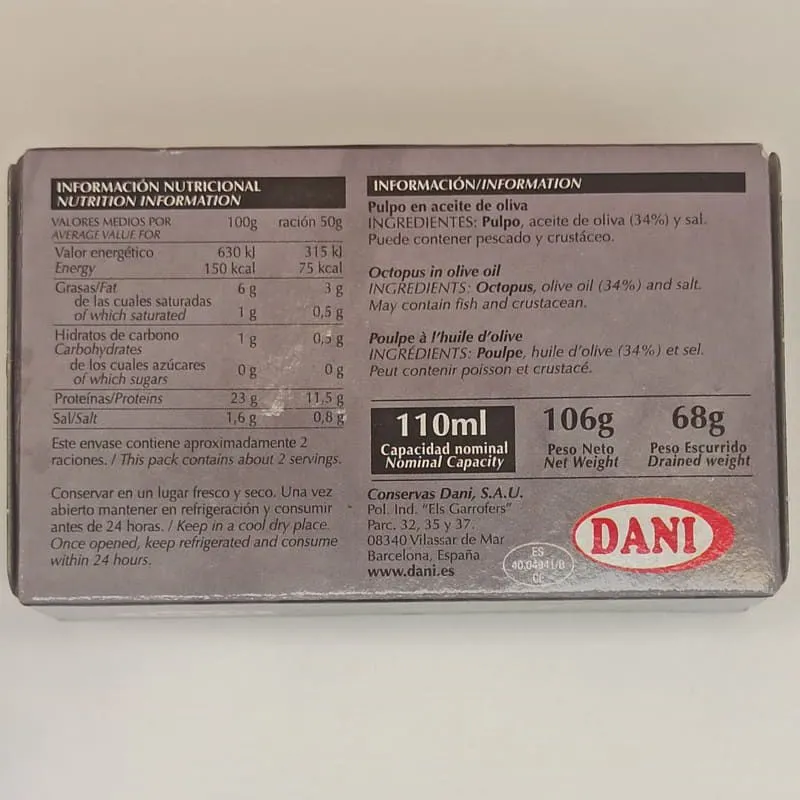 INFORMACIÓN NUTRICIONAL
NUTRITION INFORMATION
VALORES MEDIOS POR 100g ración 50g
AVERAGE VALUE FOR
Valor energético 630 kJ 315 kJ
Energy 150 kcal 75 kcal
Grasas/Fat 6 g 3 g
de las cuales saturadas
of which saturated 1 g 0,5 g
Hidratos de carbono 1 g 0,5 g
Carbohydrates
de los cuales azúcares 0 g 0 g
of which sugars
Proteínas/Proteins 23 g 11,5 g
Sal/Salt 1,6 g 0,8 g
Este envase contiene aproximadamente 2
raciones. / This pack contains about 2 servings.
Conservar en un lugar fresco y seco. Una vez
abierto mantener en refrigeración y consumir
antes de 24 horas. / Keep in a cool dry place.
Once opened, keep refrigerated and consume
within 24 hours.
INFORMACIÓN/INFORMATION
Pulpo en aceite de oliva
INGREDIENTES: Pulpo, aceite de oliva (34%) y sal.
Puede contener pescado y crustáceo.
Octopus in olive oil
INGREDIENTS: Octopus, olive oil (34%) and salt.
May contain fish and crustacean.
Poulpe à l'huile d'olive
INGRÉDIENTS: Poulpe, huile d'olive (34%) et sel.
Peut contenir poisson et crustacé.
110ml 106g 68g
Capacidad nominal Peso Neto Peso Escurrido
Nominal Capacity Net Weight Drained weight
Conservas Dani, S.A.U.
Pol. Ind. "Els Garrofers"
Parc. 32, 35 y 37.
08340 Vilassar de Mar
Barcelona, España
www.dani.es
ES
CE
DANI